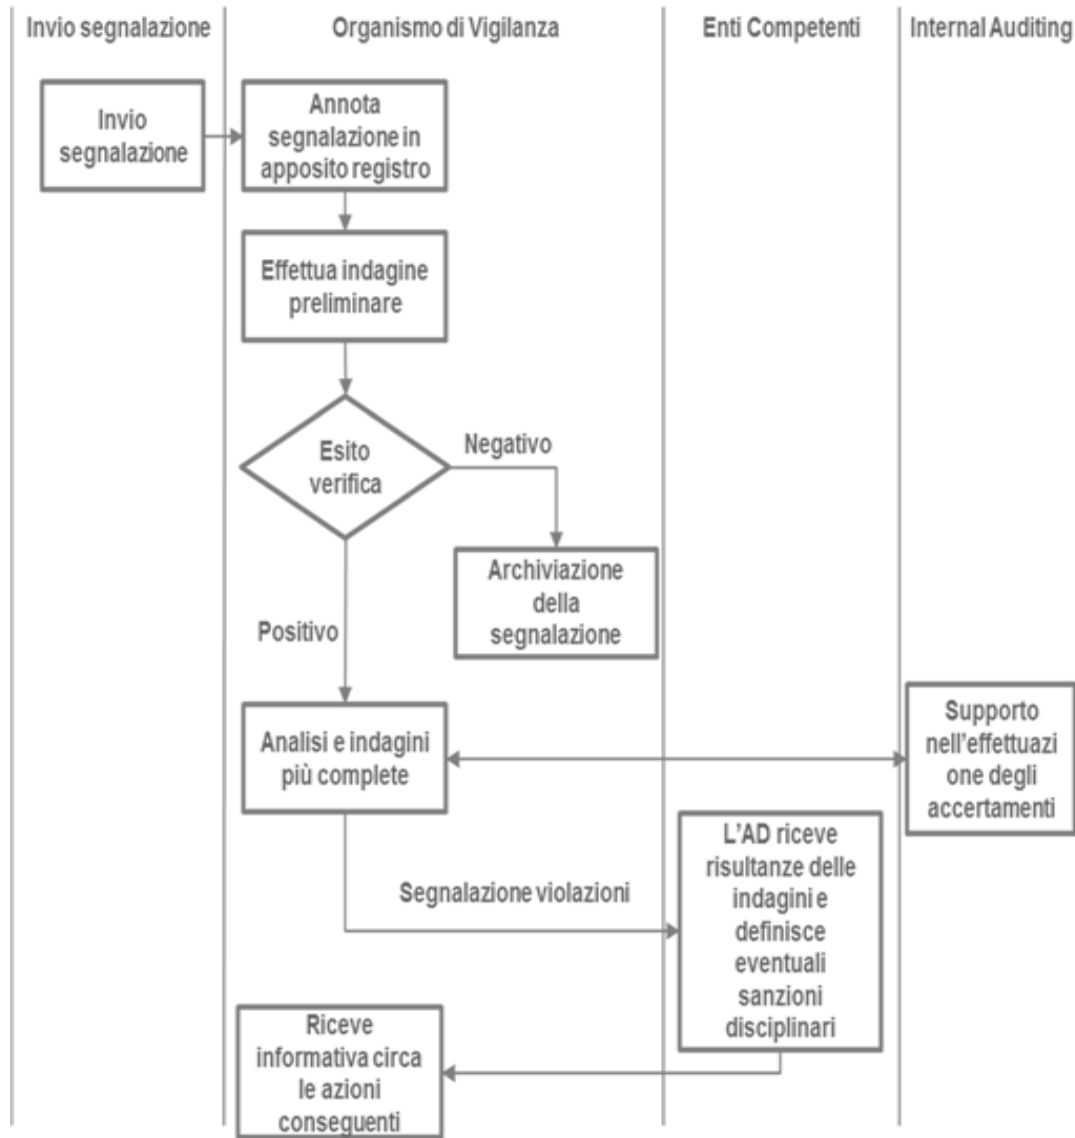 Invio segnalazione
Organismo di Vigilanza
Enti Competenti
Internal Auditing
Invio
segnalazione
Annota
segnalazione in
apposito registro
Effettua indagine
preliminare
Esito
verifica
Negativo
Archiviazione
della
segnalazione
Positivo
Analisi e indagini
più complete
Supporto
nell'effettuazi
one degli
accertamenti
Segnalazione violazioni
L'AD riceve
risultanze delle
indagini e
definisce
eventuali
sanzioni
disciplinari
Riceve
informativa circa
le azioni
conseguenti